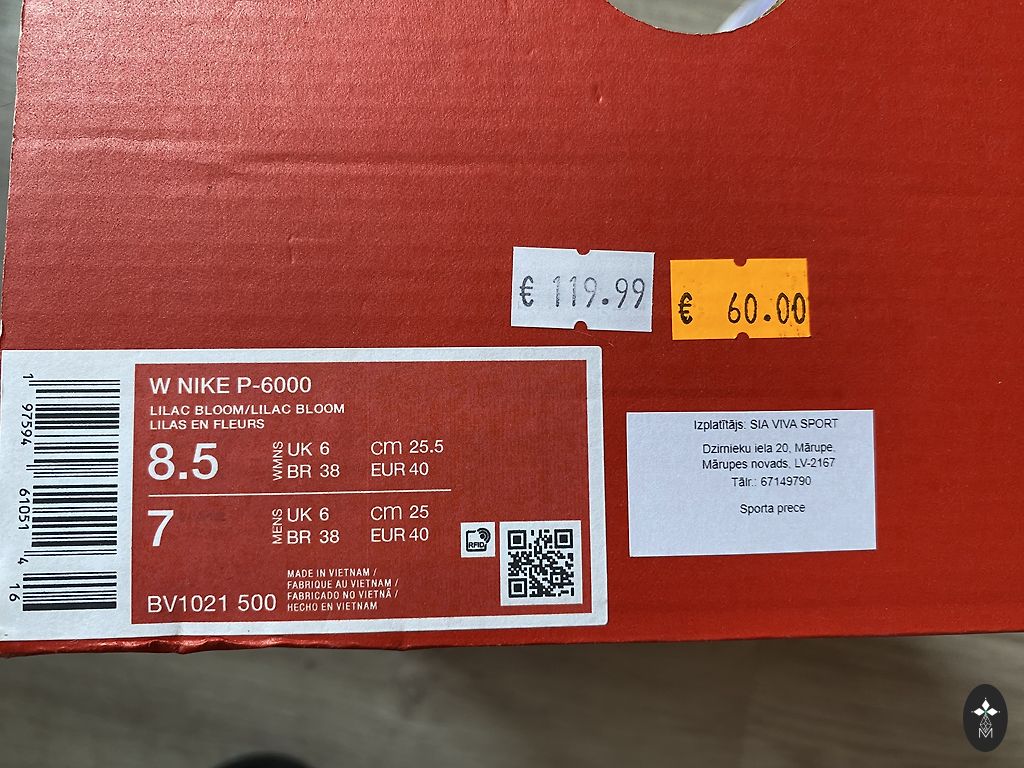 € 119.99
€ 60.00
W NIKE P-6000
LILAC BLOOM/LILAC BLOOM
LILAS EN FLEURS
8.5 WMNS UK 6 cm 25.5
BR 38 EUR 40
7 MENS UK 6 cm 25
BR 38 EUR 40
RFID
MADE IN VIETNAM /
FABRIQUE AU VIETNAM /
FABRICADO NO VIETNÃ /
HECHO EN VIETNAM
BV1021 500
1 97594 61051 4 16
Izplatītājs: SIA VIVA SPORT
Dzirnieku iela 20, Mārupe,
Mārupes novads, LV-2167
Tālr.: 67149790
Sporta prece
M